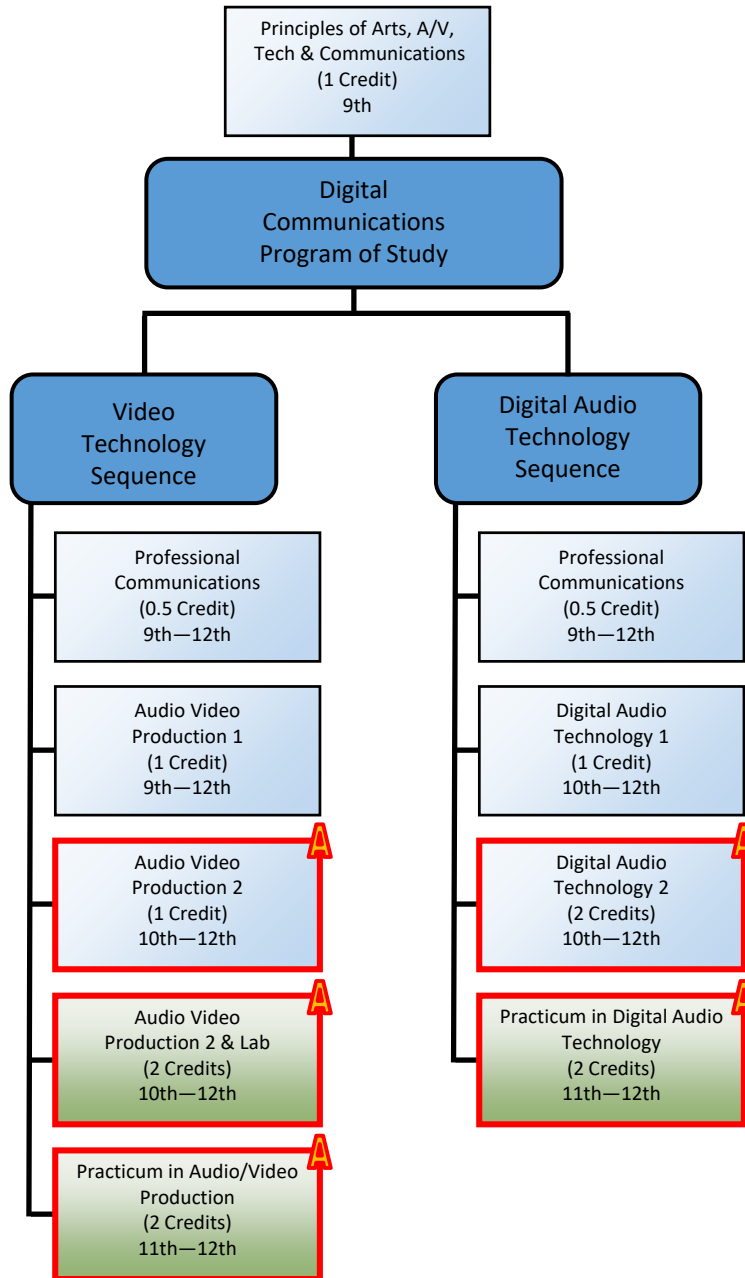 Principles of Arts, A/V,
Tech & Communications
(1 Credit)
9th
Digital
Communications
Program of Study
Video
Technology
Sequence
Digital Audio
Technology
Sequence
Professional
Communications
(0.5 Credit)
9th—12th
Audio Video
Production 1
(1 Credit)
9th—12th
A
Audio Video
Production 2
(1 Credit)
10th—12th
A
Audio Video
Production 2 & Lab
(2 Credits)
10th—12th
A
Practicum in Audio/Video
Production
(2 Credits)
11th—12th
Professional
Communications
(0.5 Credit)
9th—12th
Digital Audio
Technology 1
(1 Credit)
10th—12th
A
Digital Audio
Technology 2
(2 Credits)
10th—12th
A
Practicum in Digital Audio
Technology
(2 Credits)
11th—12th